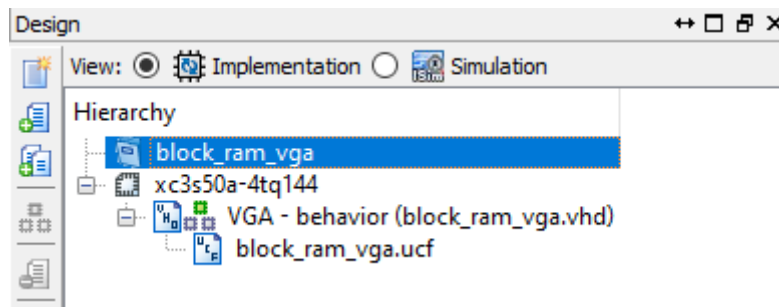 Design
View: Implementation Simulation
Hierarchy
block_ram_vga
xc3s50a-4tq144
VGA - behavior (block_ram_vga.vhd)
block_ram_vga.ucf